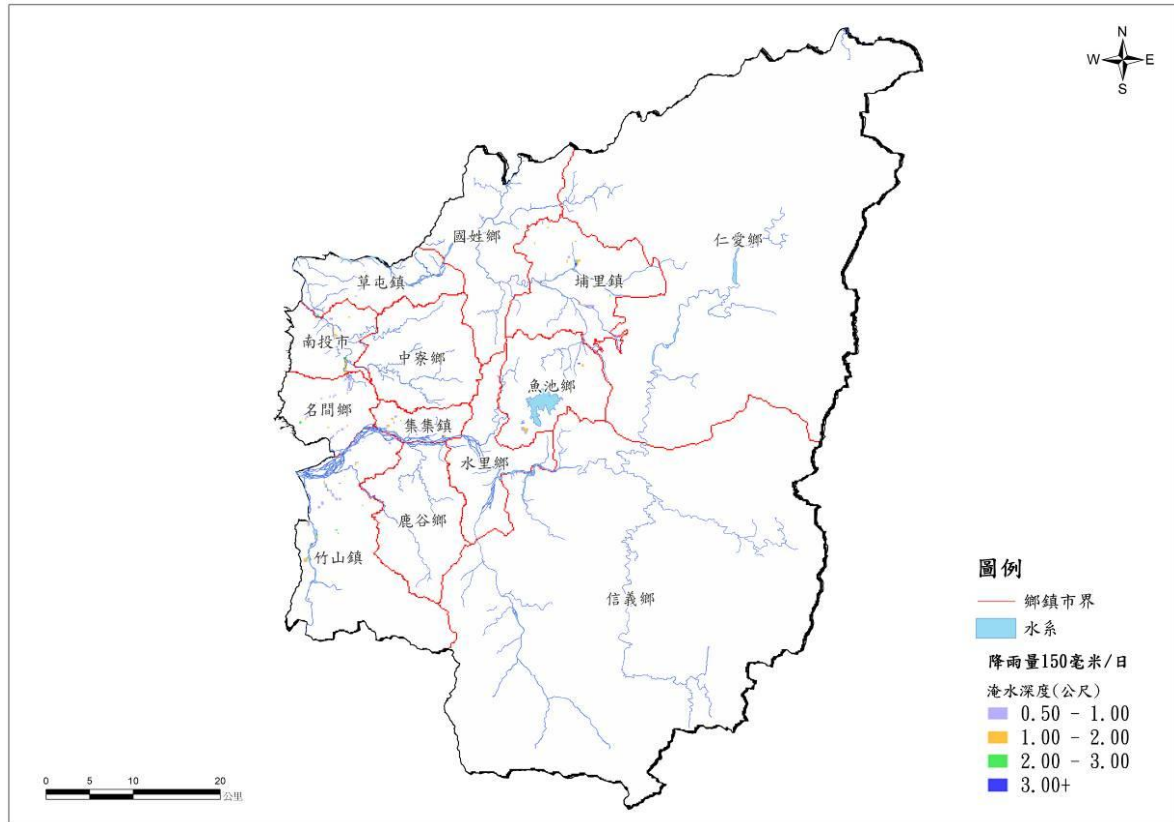 N
W E
S
國姓鄉
仁愛鄉
埔里鎮
草屯鎮
南投市
中寮鄉
魚池鄉
名間鄉
集集鎮
水里鄉
鹿谷鄉
竹山鎮
信義鄉
圖例
鄉鎮市界
水系
降雨量150毫米/日
淹水深度(公尺)
0.50 - 1.00
1.00 - 2.00
2.00 - 3.00
3.00+
0 5 10 20
公里